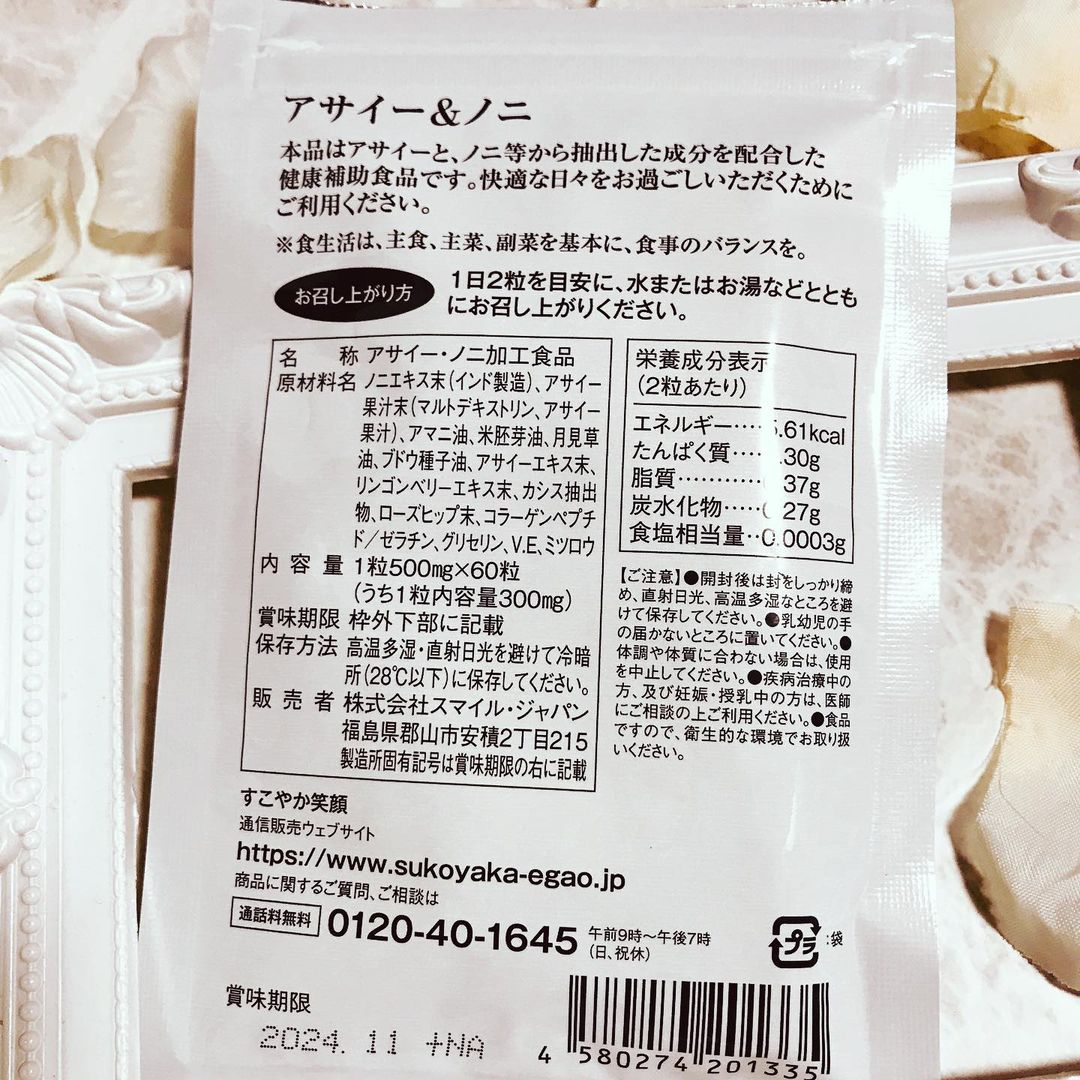 アサイー&ノニ
本品はアサイーと、ノニ等から抽出した成分を配合した
健康補助食品です。快適な日々をお過ごしいただくために
ご利用ください。
※食生活は、主食、主菜、副菜を基本に、食事のバランスを。
お召し上がり方
1日2粒を目安に、水またはお湯などととも
にお召し上がりください。
名 称 アサイー・ノニ加工食品
原材料名 ノニエキス末(インド製造)、アサイー
果汁末(マルトデキストリン、アサイー
果汁)、アマニ油、米胚芽油、月見草
油、ブドウ種子油、アサイーエキス末、
リンゴンベリーエキス末、カシス抽出
物、ローズヒップ末、コラーゲンペプチ
ド/ゼラチン、グリセリン、V.E、ミツロウ
内 容 量 1粒500mg×60粒
(うち1粒内容量300mg)
賞味期限 枠外下部に記載
保存方法 高温多湿・直射日光を避けて冷暗
所(28℃以下)に保存してください。
販 売 者 株式会社スマイル・ジャパン
福島県郡山市安積2丁目215
製造所固有記号は賞味期限の右に記載
栄養成分表示
(2粒あたり)
エネルギー････5.61kcal
たんぱく質･････.30g
脂質･･･････････.37g
炭水化物･････0.27g
食塩相当量･･0.0003g
【ご注意】●開封後は封をしっかり締
め、直射日光、高温多湿なところを避
けて保存してください。●乳幼児の手
の届かないところに置いてください。●
体調や体質に合わない場合は、使用
を中止してください。●疾病治療中の
方、及び妊娠・授乳中の方は、医師
にご相談の上ご利用ください。●食品
ですので、衛生的な環境でお取り扱
いください。
すこやか笑顔
通信販売ウェブサイト
https://www.sukoyaka-egao.jp
商品に関するご質問、ご相談は
通話料無料 0120-40-1645 午前9時〜午後7時
(日、祝休)
プラ :袋
賞味期限
2024. 11 +NA
4 580274 201335